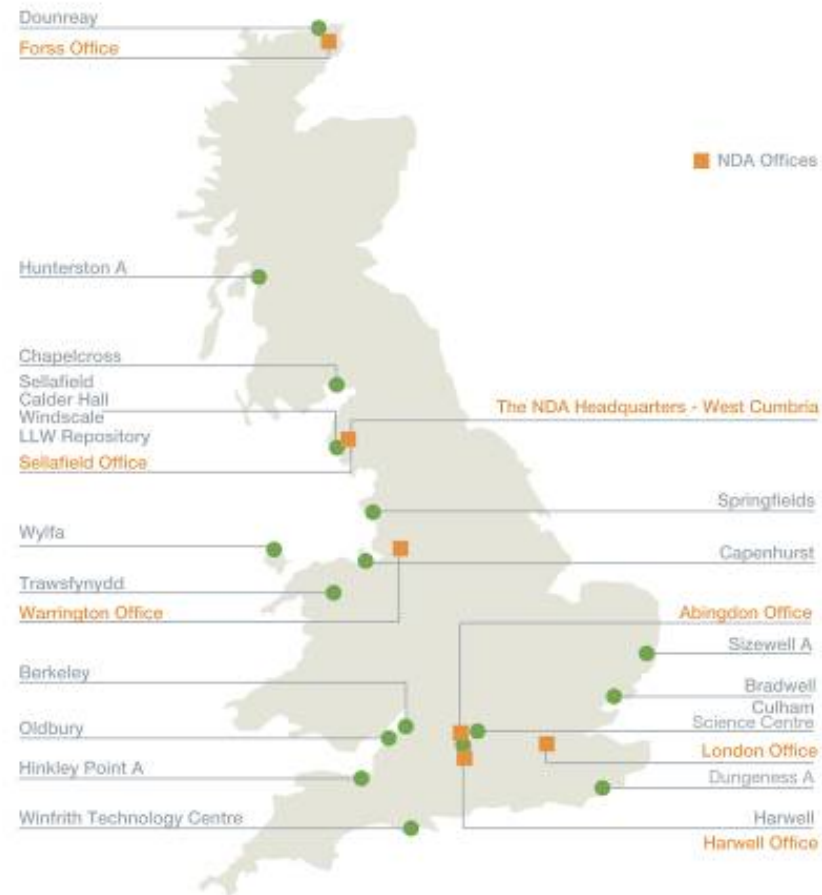 Dounreay
Forss Office
NDA Offices
Hunterston A
Chapelcross
Sellafield
Calder Hall
Windscale
LLW Repository
Sellafield Office
The NDA Headquarters - West Cumbria
Springfields
Wylfa
Capenhurst
Trawsfynydd
Warrington Office
Abingdon Office
Sizewell A
Berkeley
Bradwell
Culham
Science Centre
Oldbury
London Office
Hinkley Point A
Dungeness A
Winfrith Technology Centre
Harwell
Harwell Office